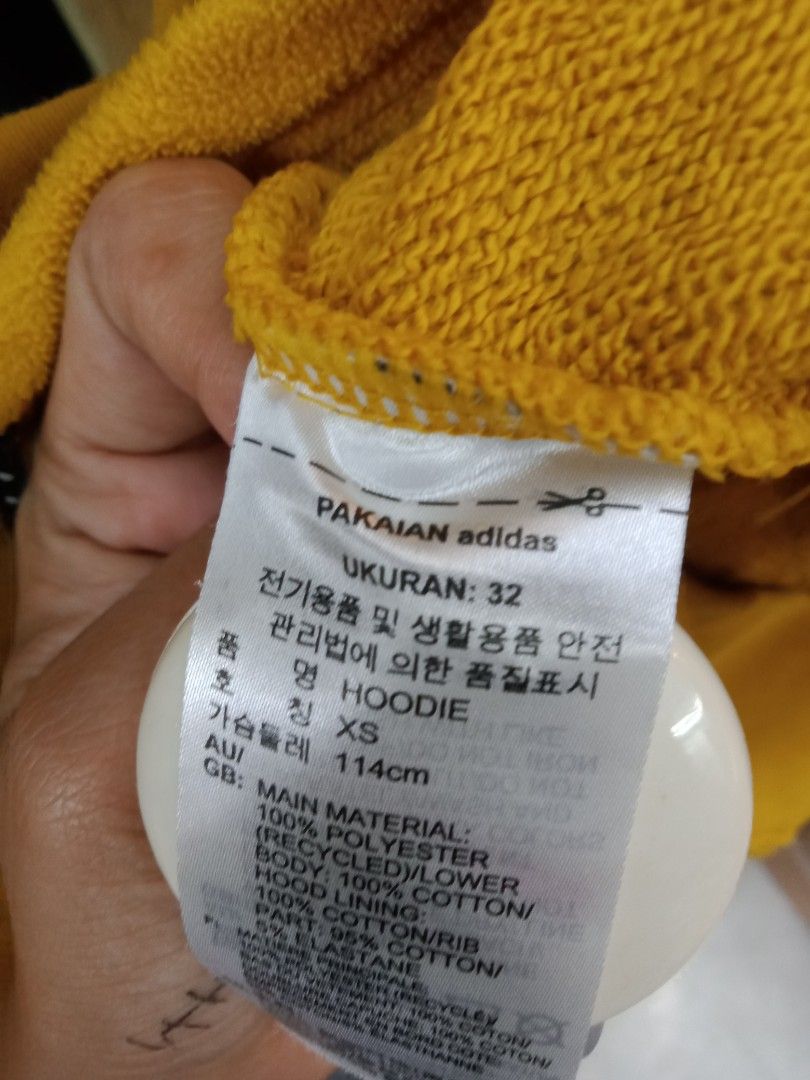 PAKAIAN adidas
UKURAN: 32
전기용품 및 생활용품 안전
관리법에 의한 품질표시
품 명 HOODIE
호 칭 XS
가슴둘레 114cm
AU/
GB: MAIN MATERIAL:
100% POLYESTER
(RECYCLED)/LOWER
BODY: 100% COTTON/
HOOD LINING:
100% COTTON/RIB
PART: 95% COTTON/
5% ELASTANE